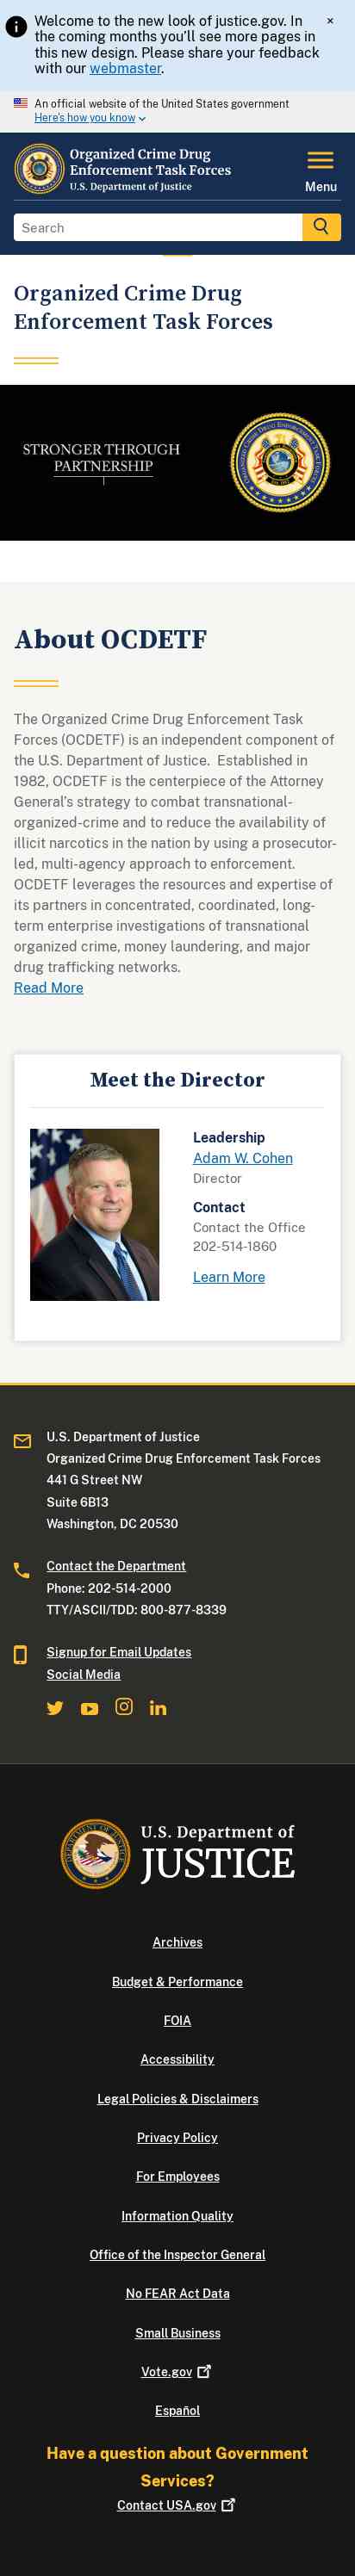 Welcome to the new look of justice.gov. In
the coming months you’ll see more pages in
this new design. Please share your feedback
with our webmaster.
×
An official website of the United States government
Here's how you know
Organized Crime Drug
Enforcement Task Forces
U.S. Department of Justice
Menu
Search
Organized Crime Drug
Enforcement Task Forces
STRONGER THROUGH
PARTNERSHIP
About OCDETF
The Organized Crime Drug Enforcement Task
Forces (OCDETF) is an independent component of
the U.S. Department of Justice.  Established in
1982, OCDETF is the centerpiece of the Attorney
General’s strategy to combat transnational-
organized-crime and to reduce the availability of
illicit narcotics in the nation by using a prosecutor-
led, multi-agency approach to enforcement.
OCDETF leverages the resources and expertise of
its partners in concentrated, coordinated, long-
term enterprise investigations of transnational
organized crime, money laundering, and major
drug trafficking networks.
Read More
Meet the Director
Leadership
Adam W. Cohen
Director
Contact
Contact the Office
202-514-1860
Learn More
U.S. Department of Justice
Organized Crime Drug Enforcement Task Forces
441 G Street NW
Suite 6B13
Washington, DC 20530
Contact the Department
Phone: 202-514-2000
TTY/ASCII/TDD: 800-877-8339
Signup for Email Updates
Social Media
U.S. Department of
JUSTICE
Archives
Budget & Performance
FOIA
Accessibility
Legal Policies & Disclaimers
Privacy Policy
For Employees
Information Quality
Office of the Inspector General
No FEAR Act Data
Small Business
Vote.gov
Español
Have a question about Government
Services?
Contact USA.gov